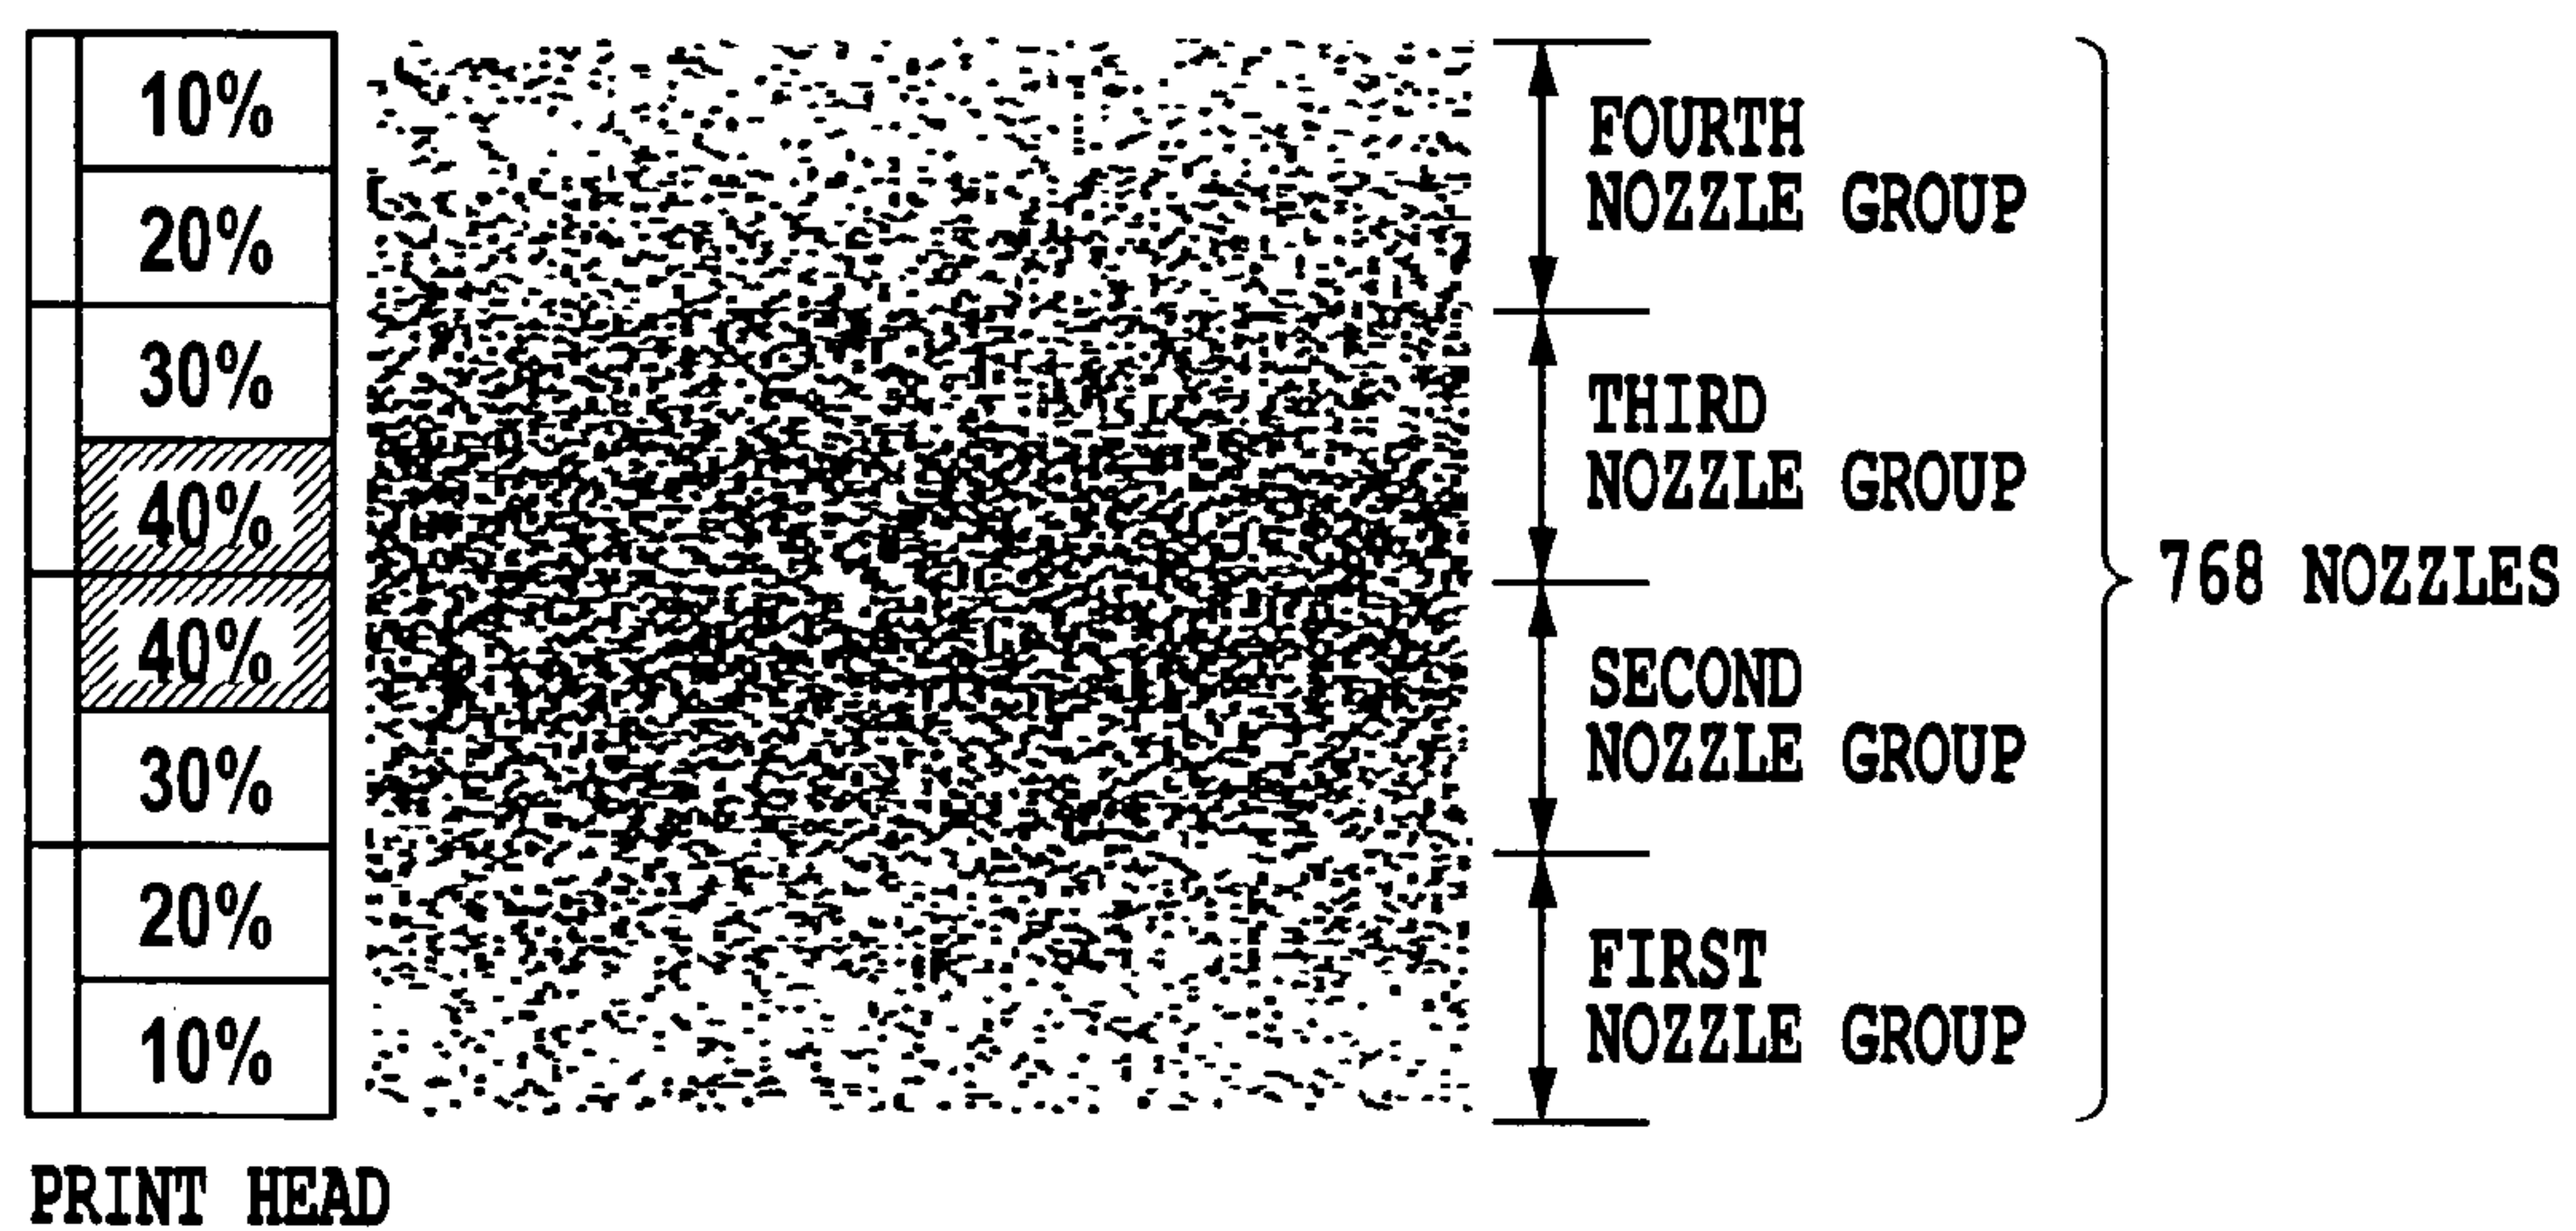 10%
20%
30%
40%
40%
30%
20%
10%
PRINT HEAD
FOURTH
NOZZLE GROUP
THIRD
NOZZLE GROUP
SECOND
NOZZLE GROUP
FIRST
NOZZLE GROUP
768 NOZZLES